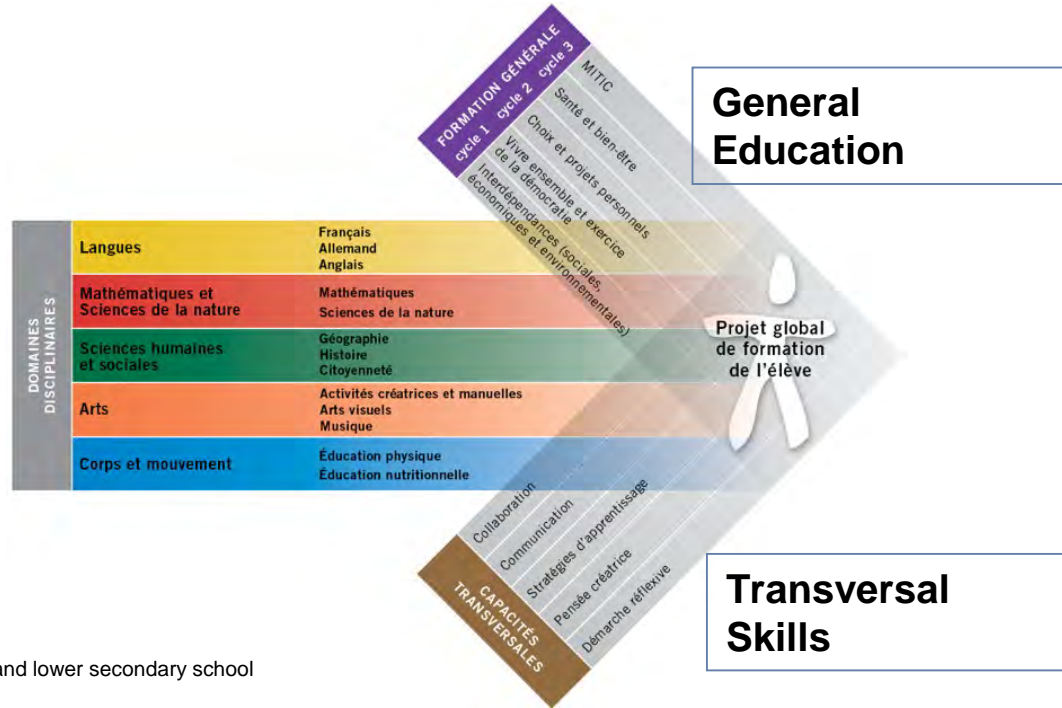 FORMATION GÉNÉRALE
cycle 1 cycle 2 cycle 3
MITIC
Santé et bien-être
Choix et projets personnels
Vivre ensemble et exercice
de la démocratie
Interdépendances (sociales,
économiques et environnementales)
General
Education
DOMAINES
DISCIPLINAIRES
Langues
Français
Allemand
Anglais
Mathématiques et
Sciences de la nature
Mathématiques
Sciences de la nature
Sciences humaines
et sociales
Géographie
Histoire
Citoyenneté
Arts
Activités créatrices et manuelles
Arts visuels
Musique
Corps et mouvement
Éducation physique
Éducation nutritionnelle
Projet global
de formation
de l'élève
Collaboration
Communication
Stratégies d'apprentissage
Pensée créatrice
Démarche réflexive
CAPACITÉS
TRANSVERSALES
Transversal
Skills
and lower secondary school